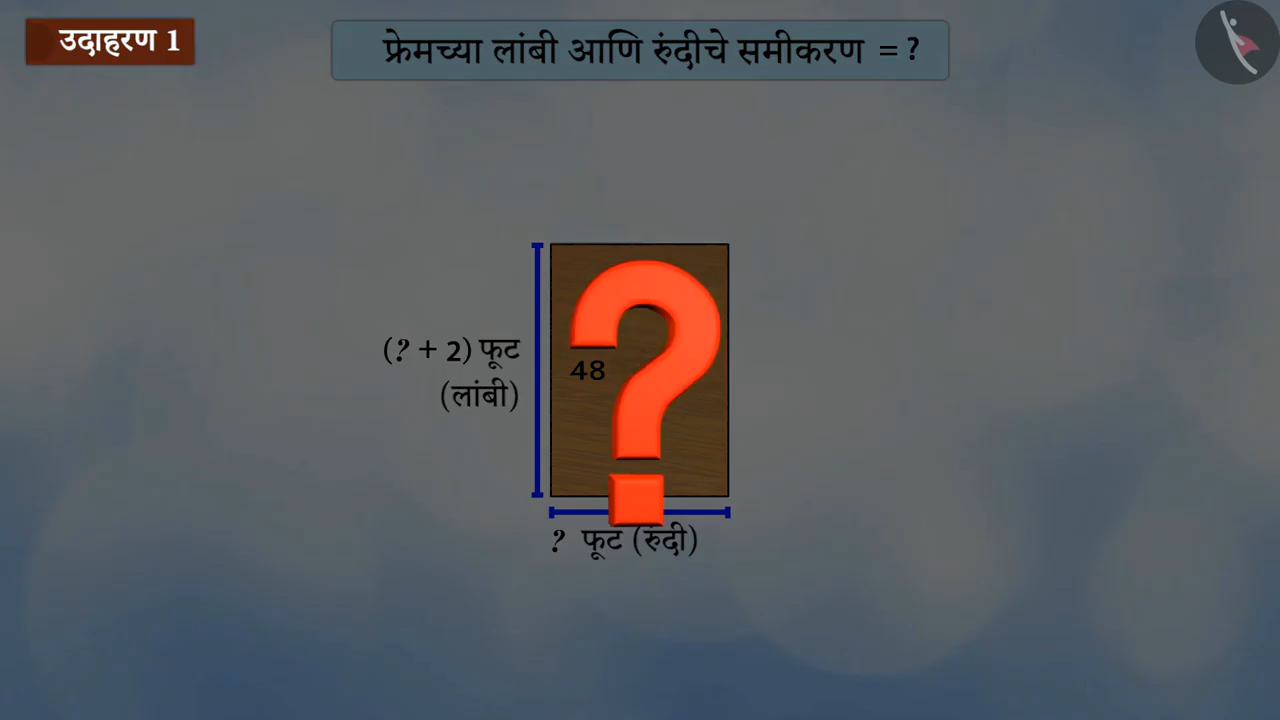 उदाहरण 1
फ्रेमच्या लांबी आणि रुंदीचे समीकरण = ?
(? + 2) फूट
(लांबी)
48
?
? फूट (रुंदी)